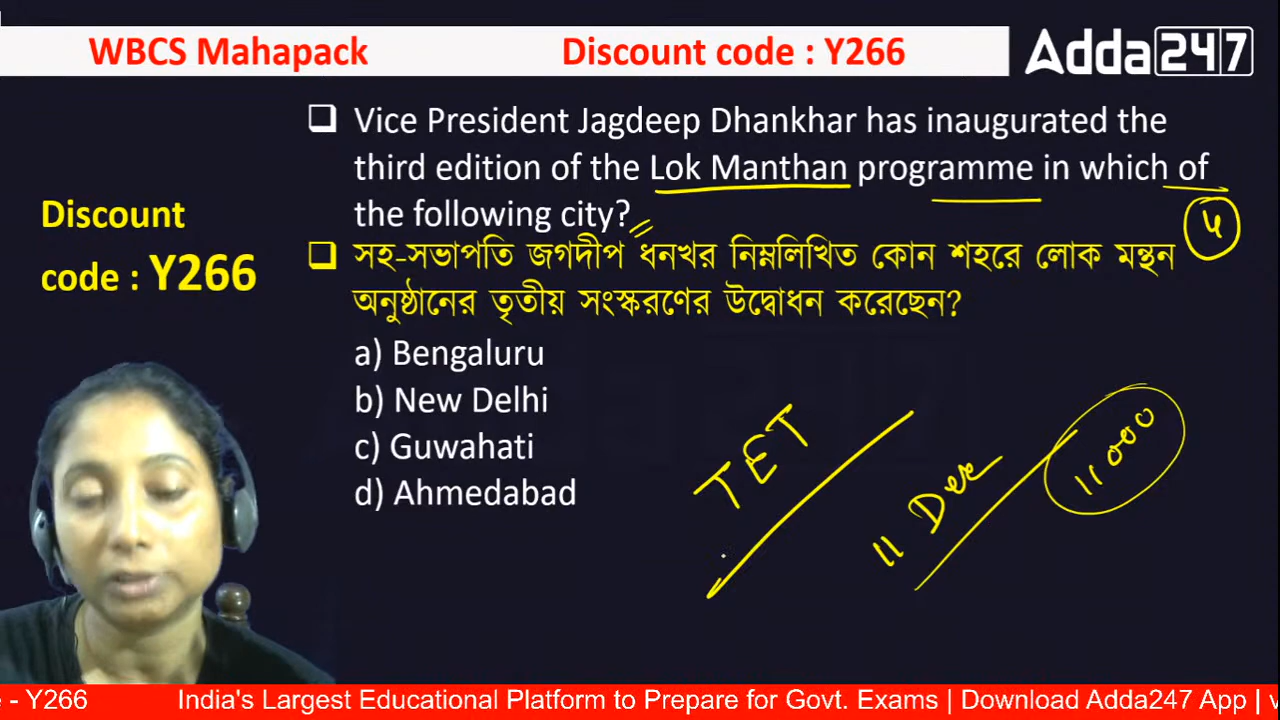 WBCS Mahapack
Discount code : Y266
Adda247
Vice President Jagdeep Dhankhar has inaugurated the
third edition of the Lok Manthan programme in which of
the following city?
Discount
code : Y266
সহ-সভাপতি জগদীপ ধনখর নিম্নলিখিত কোন শহরে লোক মন্থন
অনুষ্ঠানের তৃতীয় সংস্করণের উদ্বোধন করেছেন?
a) Bengaluru
b) New Delhi
c) Guwahati
d) Ahmedabad
TET
11 Dec
11000
- Y266 India's Largest Educational Platform to Prepare for Govt. Exams | Download Adda247 App |